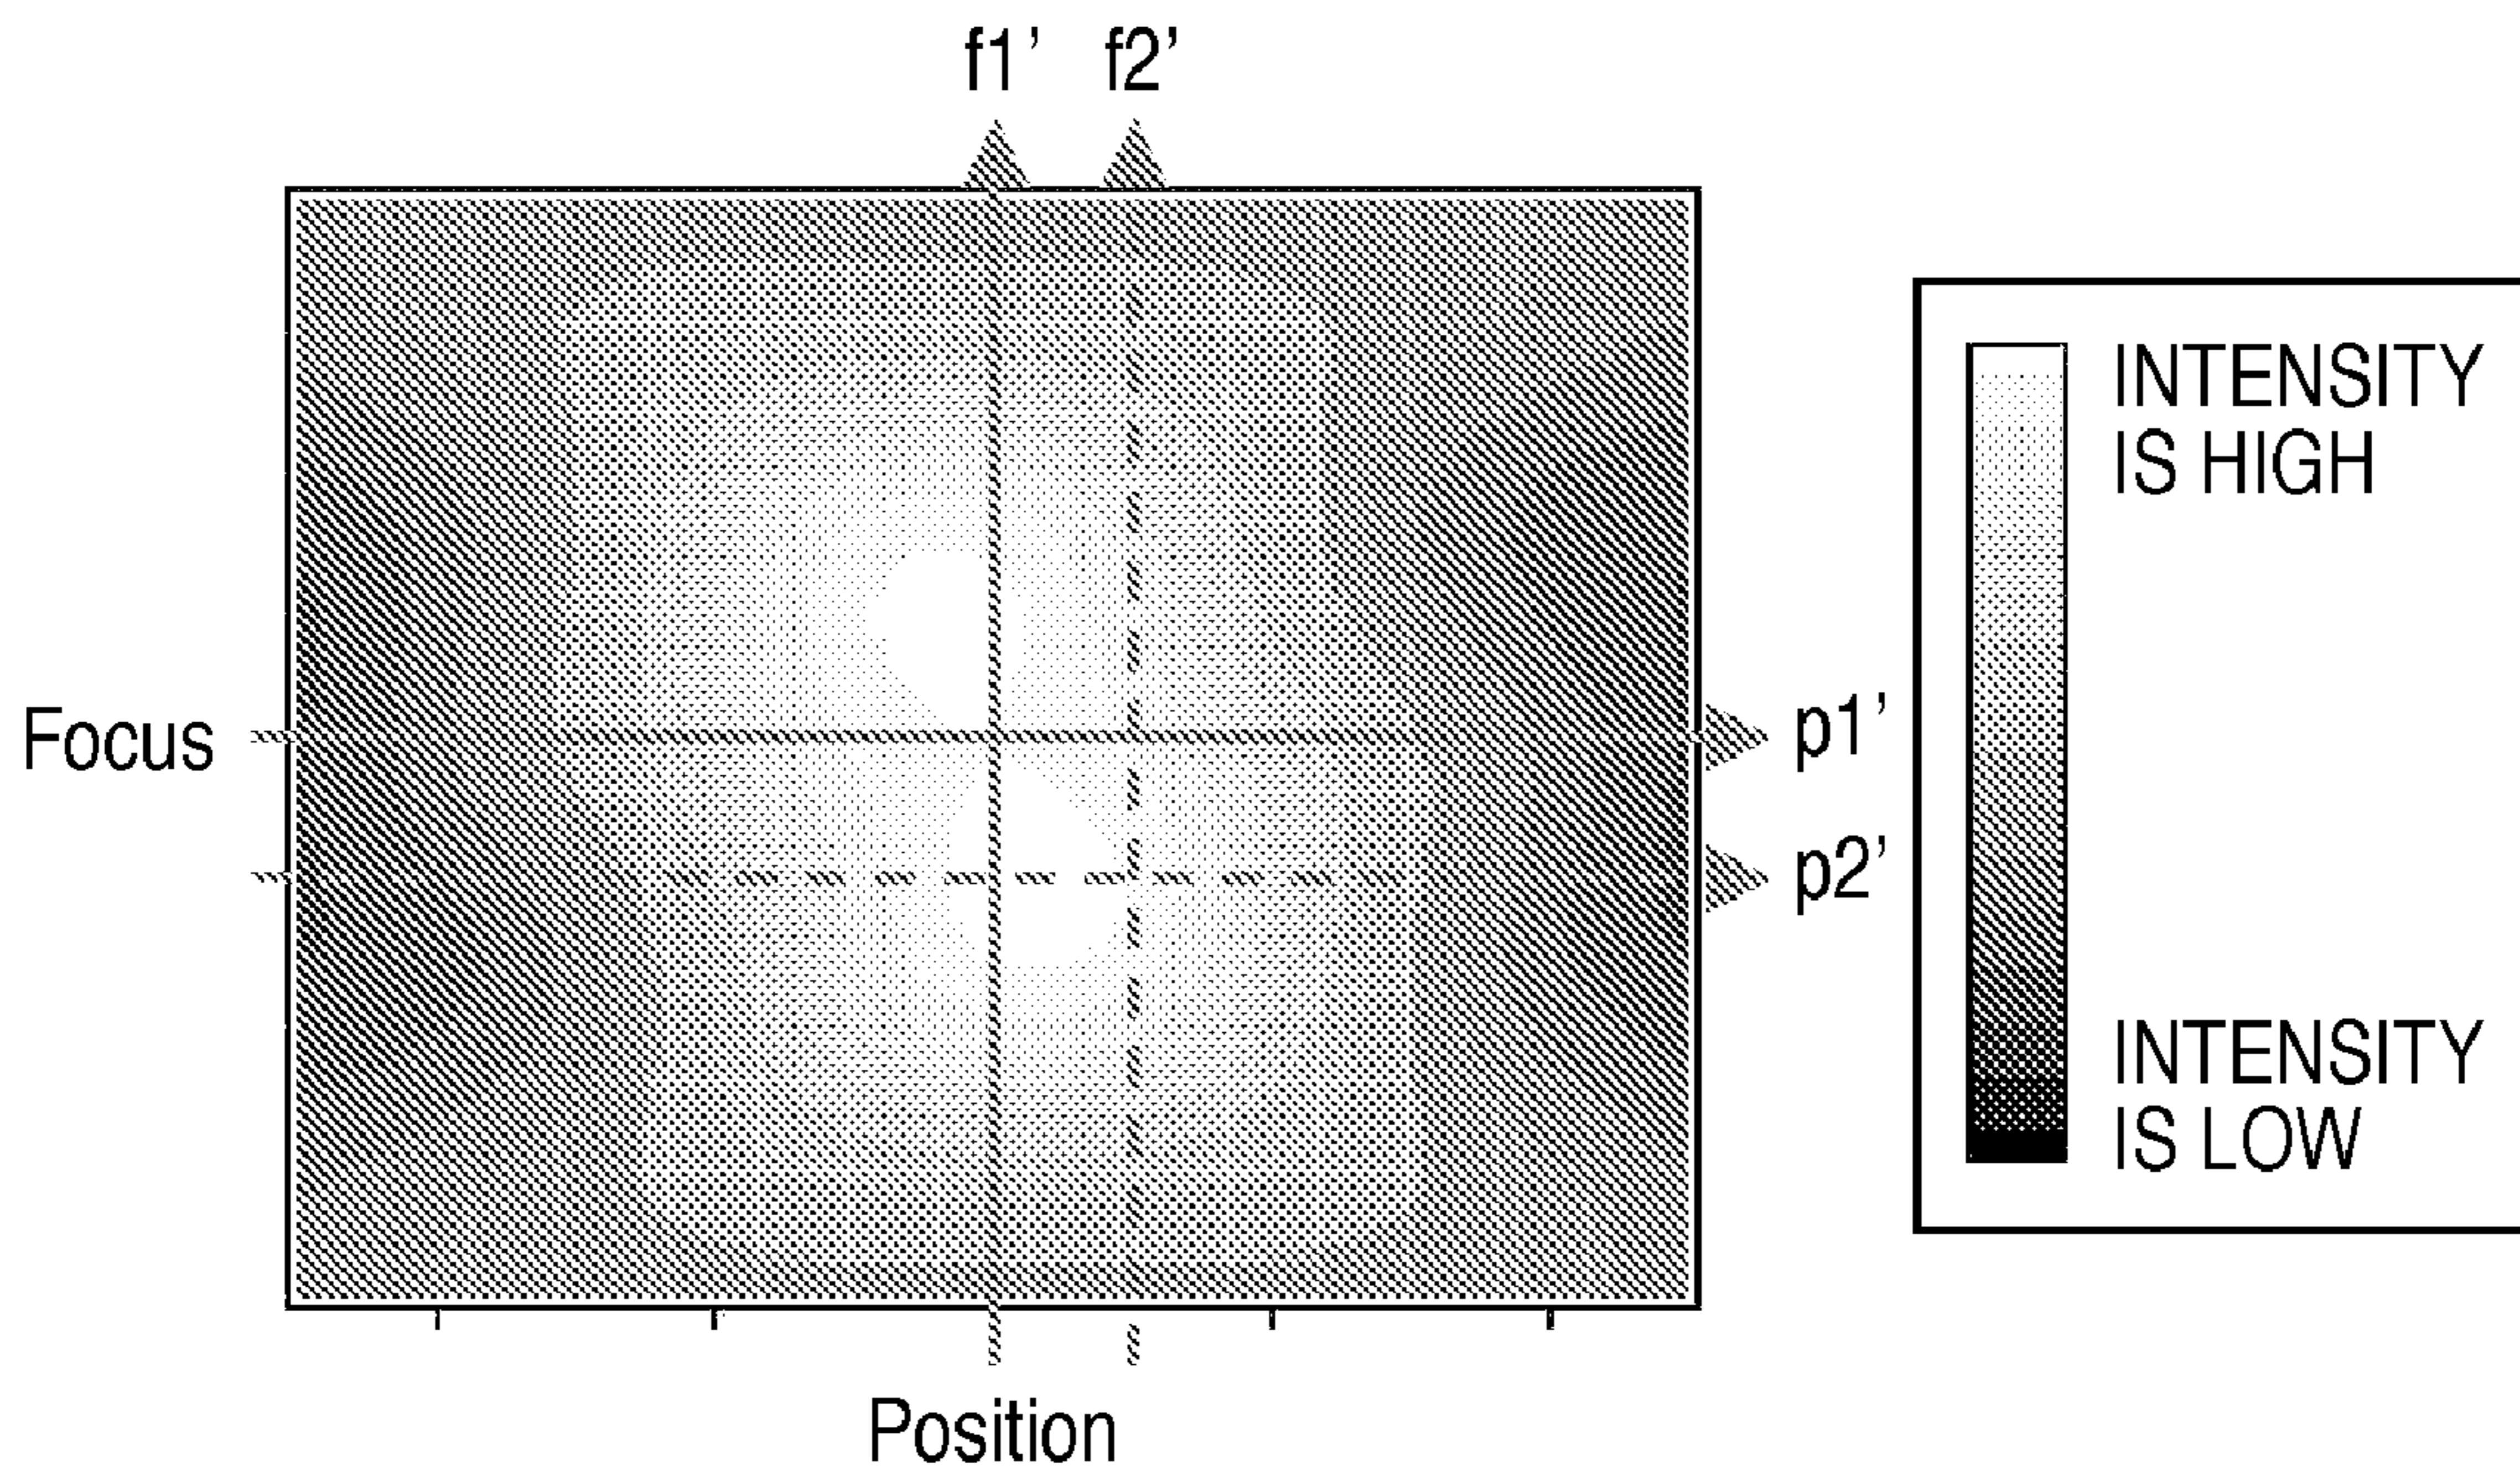 f1’ f2’
INTENSITY
IS HIGH
Focus
p1’
p2’
INTENSITY
IS LOW
Position